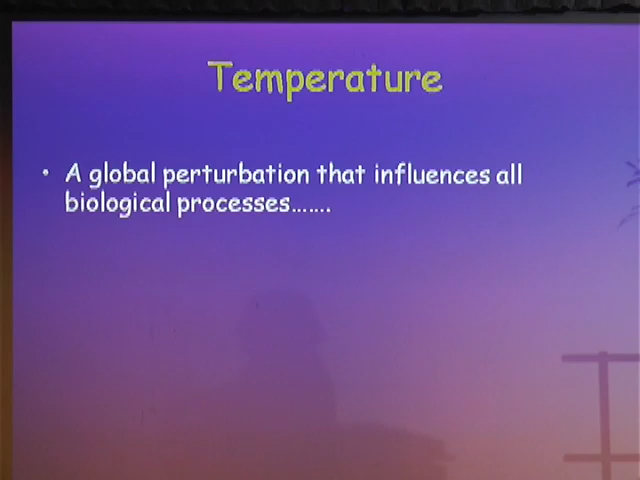 Temperature
• A global perturbation that influences all
biological processes.......